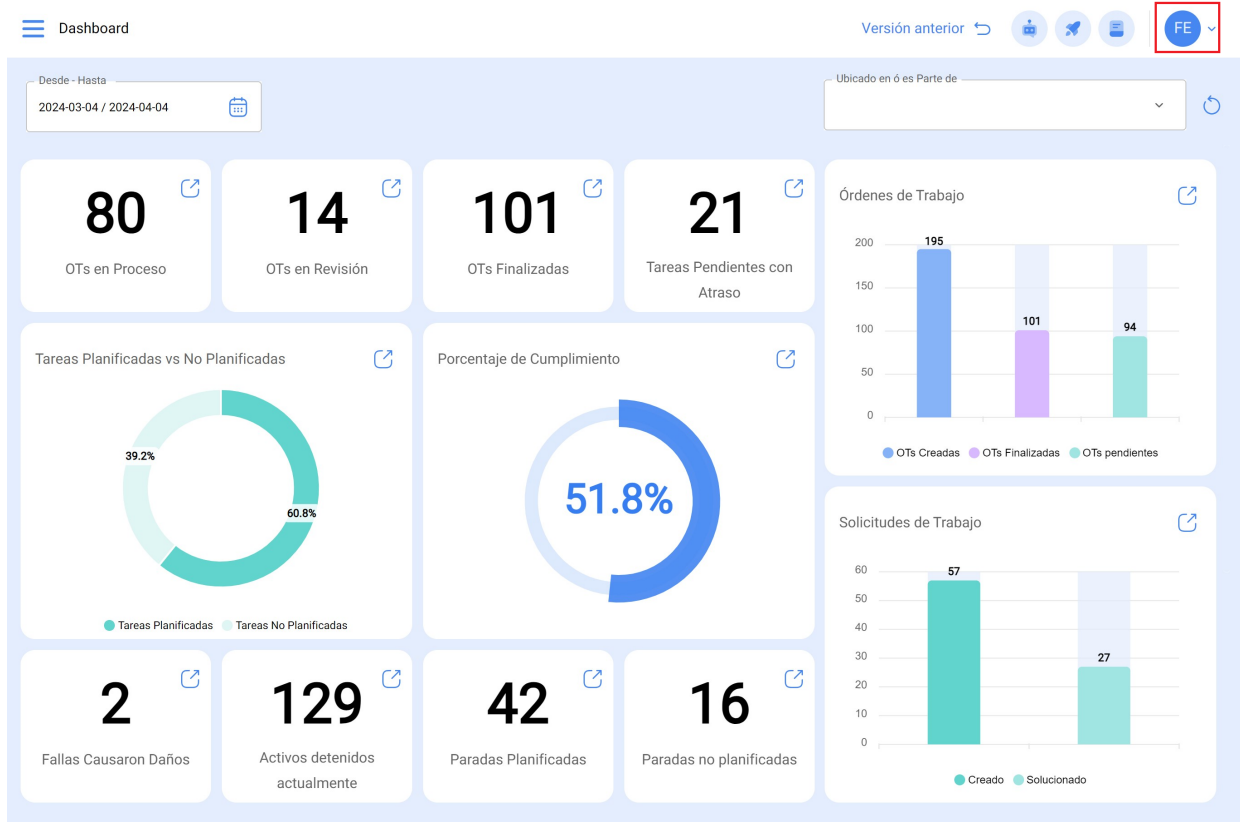 Dashboard
Versión anterior
FE
Desde - Hasta
2024-03-04 / 2024-04-04
Ubicado en ó es Parte de
80
OTs en Proceso
14
OTs en Revisión
101
OTs Finalizadas
21
Tareas Pendientes con
Atraso
Órdenes de Trabajo
200
150
100
50
0
195
101
94
OTs Creadas OTs Finalizadas OTs pendientes
Tareas Planificadas vs No Planificadas
39.2%
60.8%
Tareas Planificadas Tareas No Planificadas
Porcentaje de Cumplimiento
51.8%
Solicitudes de Trabajo
60
50
40
30
20
10
0
57
27
Creado Solucionado
2
Fallas Causaron Daños
129
Activos detenidos
actualmente
42
Paradas Planificadas
16
Paradas no planificadas